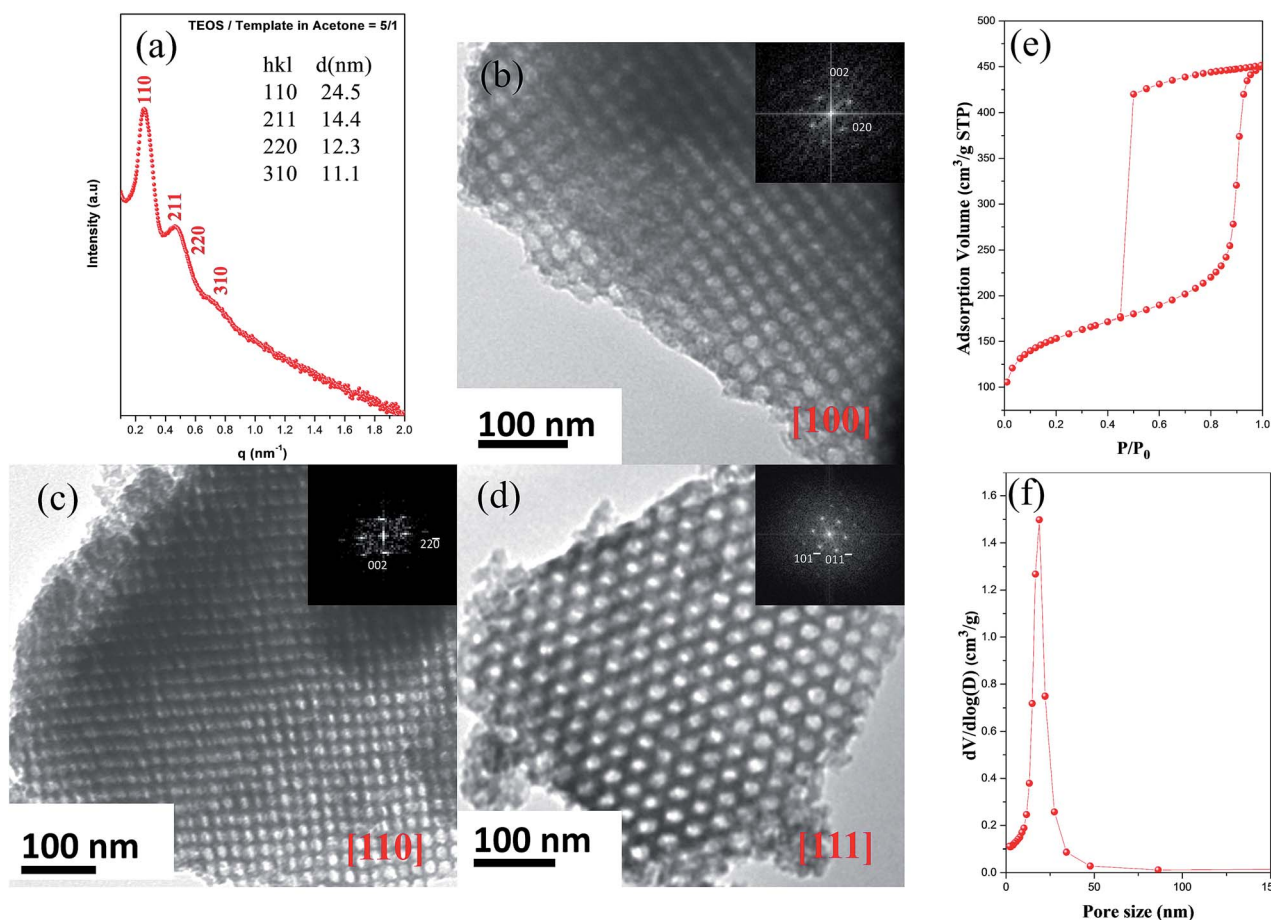 (a)
TEOS / Template in Acetone = 5/1
hkl d(nm)
110 24.5
211 14.4
220 12.3
310 11.1
110
211
220
310
Intensity (a.u)
0.2 0.4 0.6 0.8 1.0 1.2 1.4 1.6 1.8 2.0
q (nm⁻¹)
(b)
002
020
100 nm
[100]
(c)
220
002
100 nm
[110]
(d)
101
011
100 nm
[111]
(e)
500
450
400
350
300
250
200
150
100
Adsorption Volume (cm³/g STP)
0.0 0.2 0.4 0.6 0.8 1.0
P/P₀
(f)
1.6
1.4
1.2
1.0
0.8
0.6
0.4
0.2
0.0
dV/dlog(D) (cm³/g)
0 50 100 150
Pore size (nm)